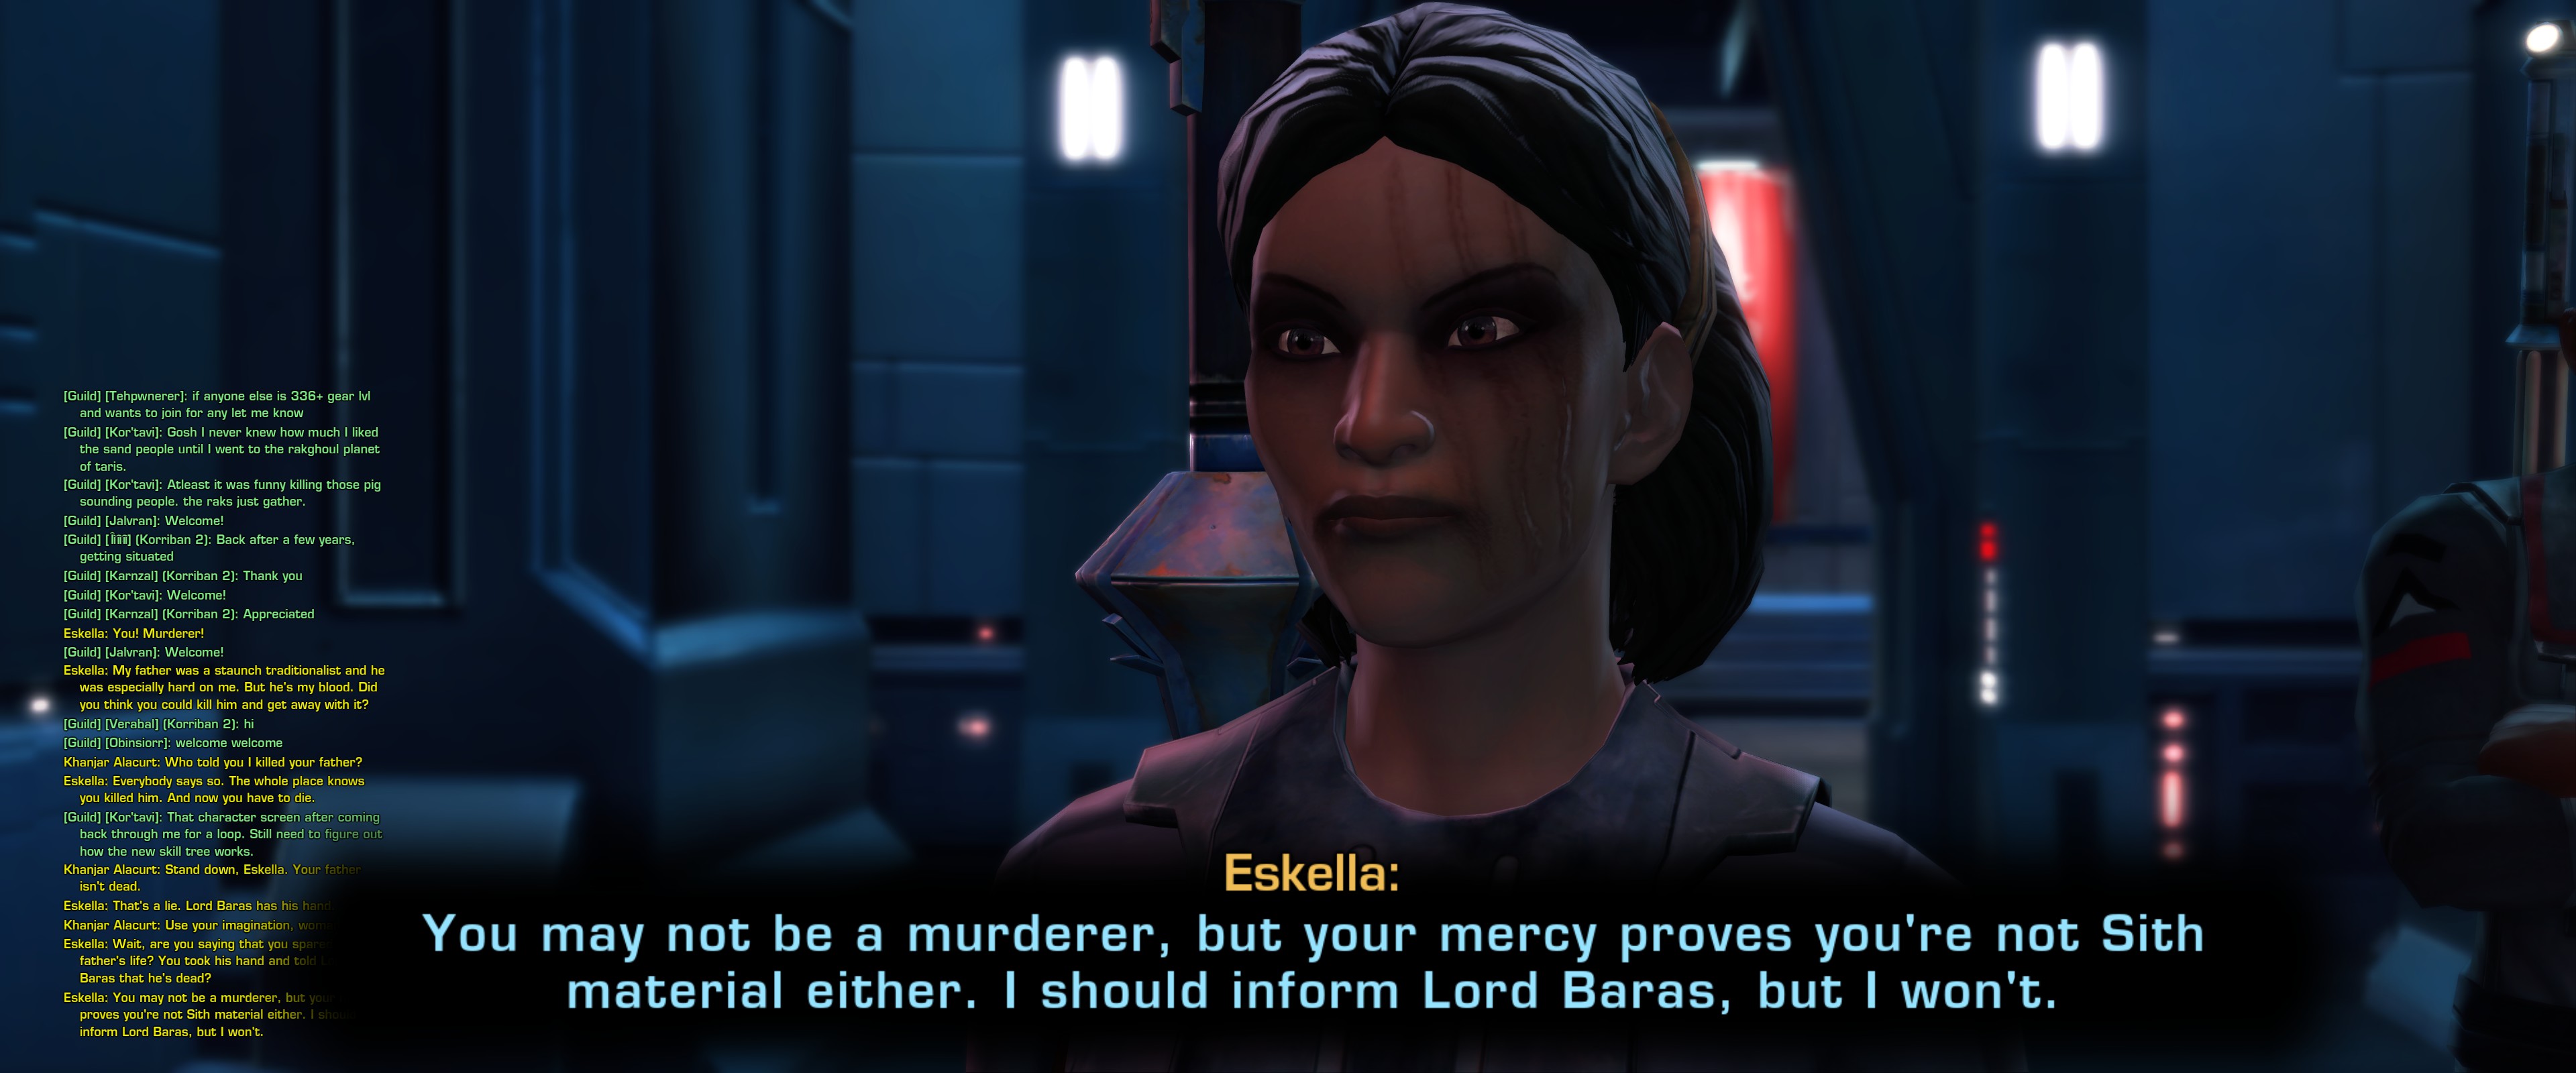 [Guild] [Tehpwnerer]: if anyone else is 336+ gear lvl
and wants to join for any let me know
[Guild] [Kor'tavi]: Gosh I never knew how much I liked
the sand people until I went to the rakghoul planet
of taris.
[Guild] [Kor'tavi]: Atleast it was funny killing those pig
sounding people. the raks just gather.
[Guild] [Jalvran]: Welcome!
[Guild] (Korriban 2): Back after a few years,
getting situated
[Guild] [Karnzal] (Korriban 2): Thank you
[Guild] [Kor'tavi]: Welcome!
[Guild] [Karnzal] (Korriban 2): Appreciated
Eskella: You! Murderer!
[Guild] [Jalvran]: Welcome!
Eskella: My father was a staunch traditionalist and he
was especially hard on me. But he's my blood. Did
you think you could kill him and get away with it?
[Guild] [Verabal] (Korriban 2): hi
[Guild] [Obinsiorr]: welcome welcome
Khanjar Alacurt: Who told you I killed your father?
Eskella: Everybody says so. The whole place knows
you killed him. And now you have to die.
[Guild] [Kor'tavi]: That character screen after coming
back through me for a loop. Still need to figure out
how the new skill tree works.
Khanjar Alacurt: Stand down, Eskella. Your father
isn't dead.
Eskella: That's a lie. Lord Baras has his hand
Khanjar Alacurt: Use your imagination,
Eskella: Wait, are you saying that you
father's life? You took his hand and told
Baras that he's dead?
Eskella: You may not be a murderer, but your
proves you're not Sith material either. I should
inform Lord Baras, but I won't.
Eskella:
You may not be a murderer, but your mercy proves you're not Sith
material either. I should inform Lord Baras, but I won't.